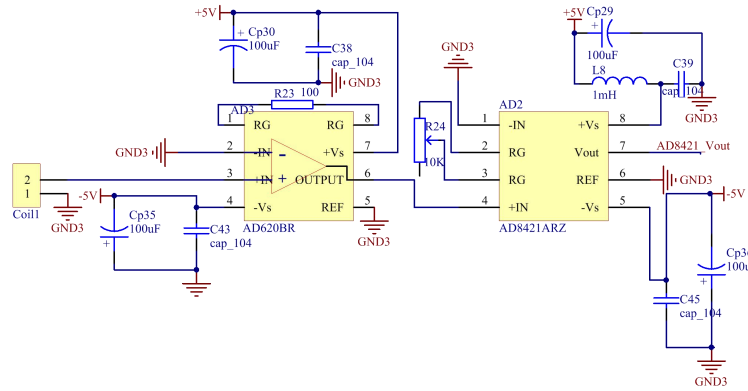 +5V
Cp30
100uF
C38
cap_104
GND3
R23
100
AD3
1
RG
RG
8
2
-IN
+Vs
7
GND3
3
+IN
OUTPUT
6
4
-Vs
REF
5
AD620BR
GND3
2
1
Coil1
GND3
-5V
Cp35
100uF
C43
cap_104
GND3
R24
10K
AD2
1
-IN
+Vs
8
2
RG
Vout
7
AD8421_Vout
3
RG
REF
6
GND3
4
+IN
-Vs
5
AD8421ARZ
+5V
Cp29
100uF
L8
1mH
C39
cap_104
GND3
-5V
C45
cap_104
100u
GND3